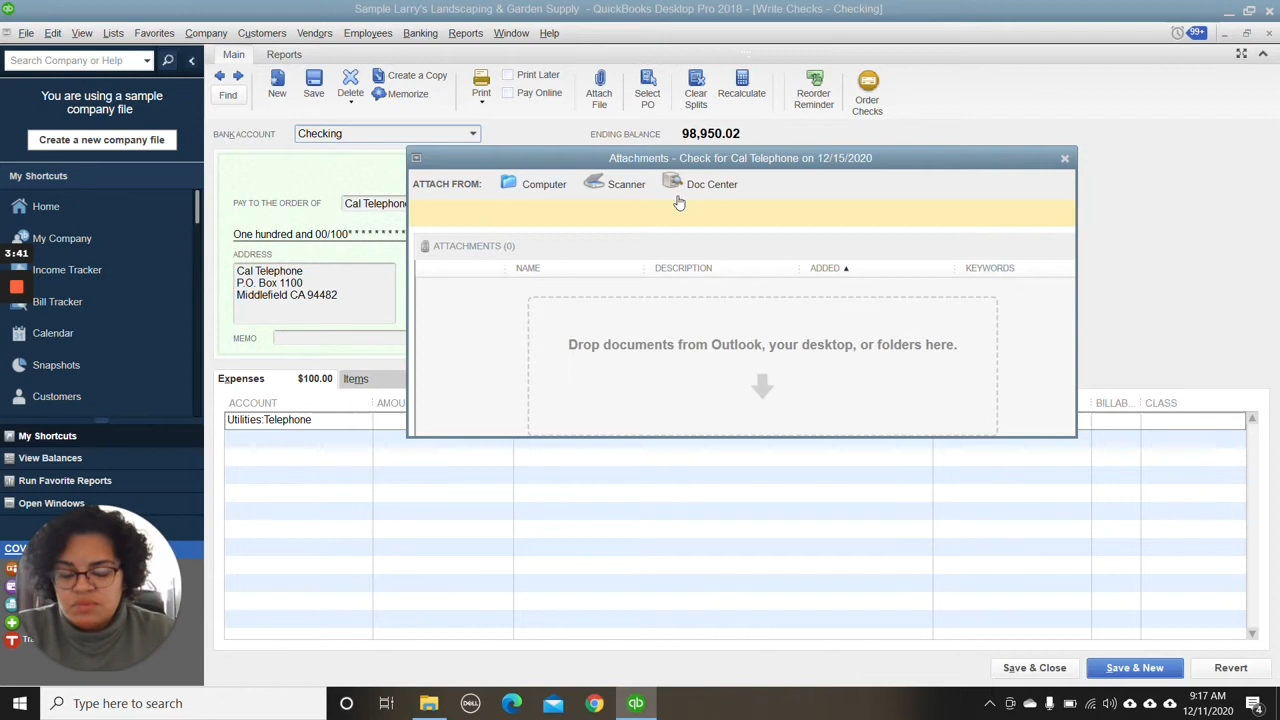 Sample Larry's Landscaping & Garden Supply - QuickBooks Desktop Pro 2018 - [Write Checks - Checking]
File Edit View Lists Favorites Company Customers Vendors Employees Banking Reports Window Help
99+
Search Company or Help
You are using a sample
company file
Create a new company file
My Shortcuts
Home
My Company
3:41
Income Tracker
Bill Tracker
Calendar
Snapshots
Customers
My Shortcuts
View Balances
Run Favorite Reports
Open Windows
COV
Main Reports
Find
New
Save
Delete
Create a Copy
Memorize
Print
Print Later
Pay Online
Attach
File
Select
PO
Clear
Splits
Recalculate
Reorder
Reminder
Order
Checks
BANK ACCOUNT Checking ENDING BALANCE 98,950.02
PAY TO THE ORDER OF Cal Telephone
One hundred and 00/100* * * * * * * *
ADDRESS
Cal Telephone
P.O. Box 1100
Middlefield CA 94482
MEMO
Attachments - Check for Cal Telephone on 12/15/2020
ATTACH FROM: Computer Scanner Doc Center
ATTACHMENTS (0)
NAME DESCRIPTION ADDED KEYWORDS
Drop documents from Outlook, your desktop, or folders here.
Expenses $100.00 Items
ACCOUNT AMOU BILLAB... CLASS
Utilities:Telephone
Save & Close Save & New Revert
Type here to search
DELL
qb
9:17 AM
12/11/2020
4